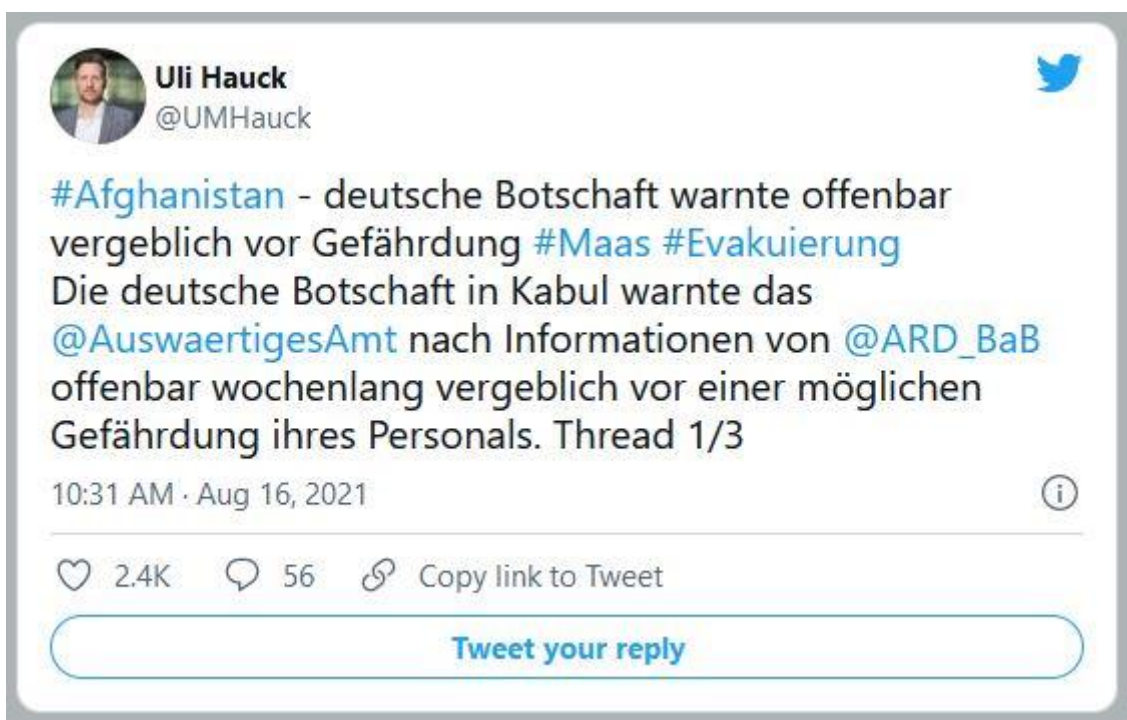 Uli Hauck
@UMHauck
#Afghanistan - deutsche Botschaft warnte offenbar
vergeblich vor Gefährdung #Maas #Evakuierung
Die deutsche Botschaft in Kabul warnte das
@AuswaertigesAmt nach Informationen von @ARD_BaB
offenbar wochenlang vergeblich vor einer möglichen
Gefährdung ihres Personals. Thread 1/3
10:31 AM · Aug 16, 2021
2.4K 56 Copy link to Tweet
Tweet your reply